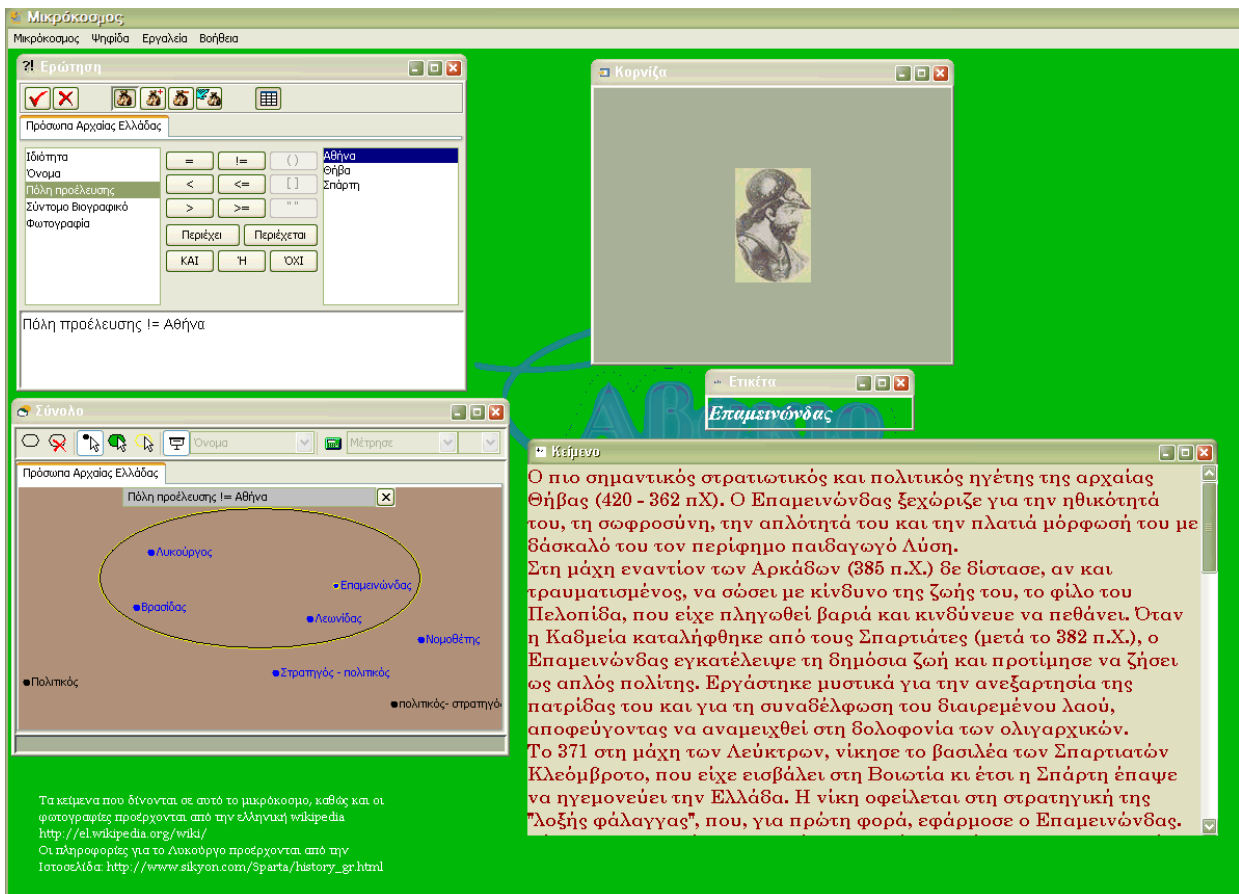 Μικρόκοσμος
Μικρόκοσμος Ψηφίδα Εργαλεία Βοήθεια
?! Ερώτηση
Πρόσωπα Αρχαίας Ελλάδας
Ιδιότητα
Όνομα
Πόλη προέλευσης
Σύντομο Βιογραφικό
Φωτογραφία
= != ( )
< <= [ ]
> >= " "
Περιέχει Περιέχεται
ΚΑΙ Ή ΌΧΙ
Αθήνα
Θήβα
Σπάρτη
Πόλη προέλευσης != Αθήνα
Κορνίζα
Ετικέτα
Επαμεινώνδας
Σύνολο
Όνομα Μέτρησε
Πρόσωπα Αρχαίας Ελλάδας
Πόλη προέλευσης != Αθήνα
Λυκούργος
Επαμεινώνδας
Βρασίδας
Λεωνίδας
Νομοθέτης
Στρατηγός - πολιτικός
Πολιτικός
πολιτικός- στρατηγό
Κείμενο
Ο πιο σημαντικός στρατιωτικός και πολιτικός ηγέτης της αρχαίας
Θήβας (420 - 362 πΧ). Ο Επαμεινώνδας ξεχώριζε για την ηθικότητά
του, τη σωφροσύνη, την απλότητά του και την πλατιά μόρφωσή του με
δάσκαλό του τον περίφημο παιδαγωγό Λύση.
Στη μάχη εναντίον των Αρκάδων (385 π.Χ.) δε δίστασε, αν και
τραυματισμένος, να σώσει με κίνδυνο της ζωής του, το φίλο του
Πελοπίδα, που είχε πληγωθεί βαριά και κινδύνευε να πεθάνει. Όταν
η Καδμεία καταλήφθηκε από τους Σπαρτιάτες (μετά το 382 π.Χ.), ο
Επαμεινώνδας εγκατέλειψε τη δημόσια ζωή και προτίμησε να ζήσει
ως απλός πολίτης. Εργάστηκε μυστικά για την ανεξαρτησία της
πατρίδας του και για τη συναδέλφωση του διαιρεμένου λαού,
αποφεύγοντας να αναμειχθεί στη δολοφονία των ολιγαρχικών.
Το 371 στη μάχη των Λεύκτρων, νίκησε το βασιλέα των Σπαρτιατών
Κλεόμβροτο, που είχε εισβάλει στη Βοιωτία κι έτσι η Σπάρτη έπαψε
να ηγεμονεύει την Ελλάδα. Η νίκη οφείλεται στη στρατηγική της
"λοξής φάλαγγας", που, για πρώτη φορά, εφάρμοσε ο Επαμεινώνδας.
Τα κείμενα που δίνονται σε αυτό το μικρόκοσμο, καθώς και οι
φωτογραφίες προέρχονται από την ελληνική wikipedia
http://el.wikipedia.org/wiki/
Οι πληροφορίες για το Λυκούργο προέρχονται από την
Ιστοσελίδα: http://www.sikyon.com/Sparta/history_gr.html